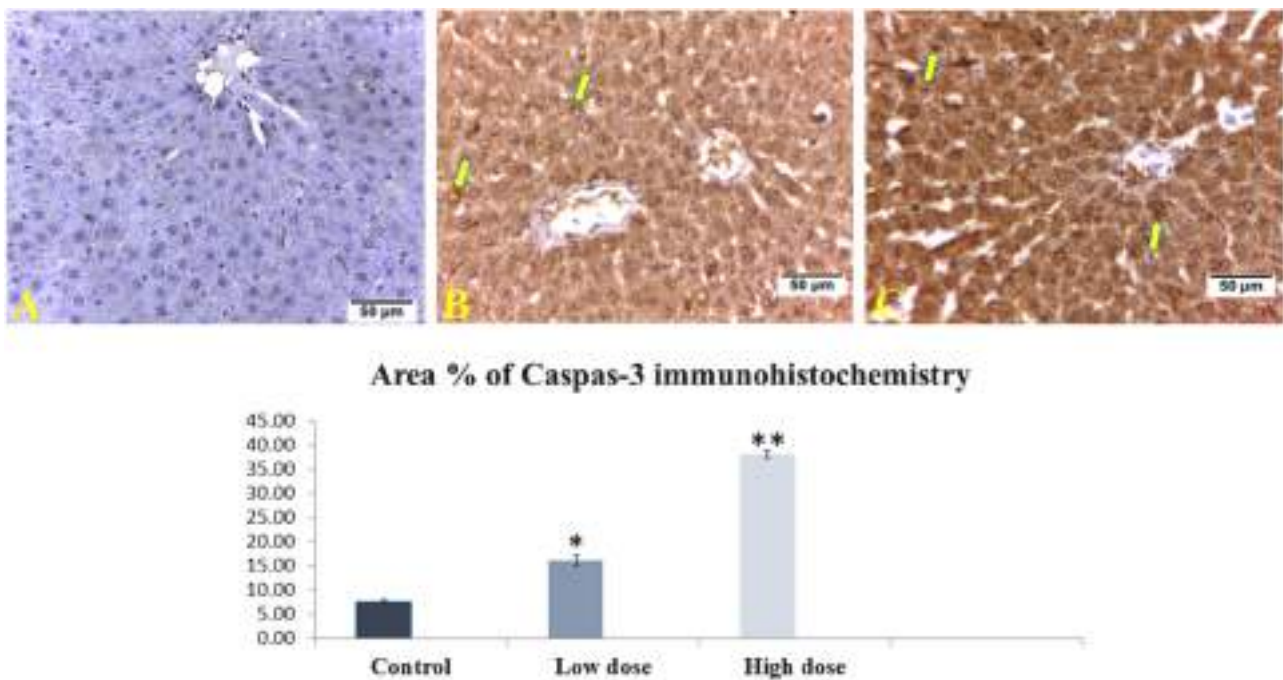 A
50 µm
B
50 µm
C
50 µm
Area % of Caspas-3 immunohistochemistry
45.00
40.00
35.00
30.00
25.00
20.00
15.00
10.00
5.00
0.00
*
**
Control
Low dose
High dose